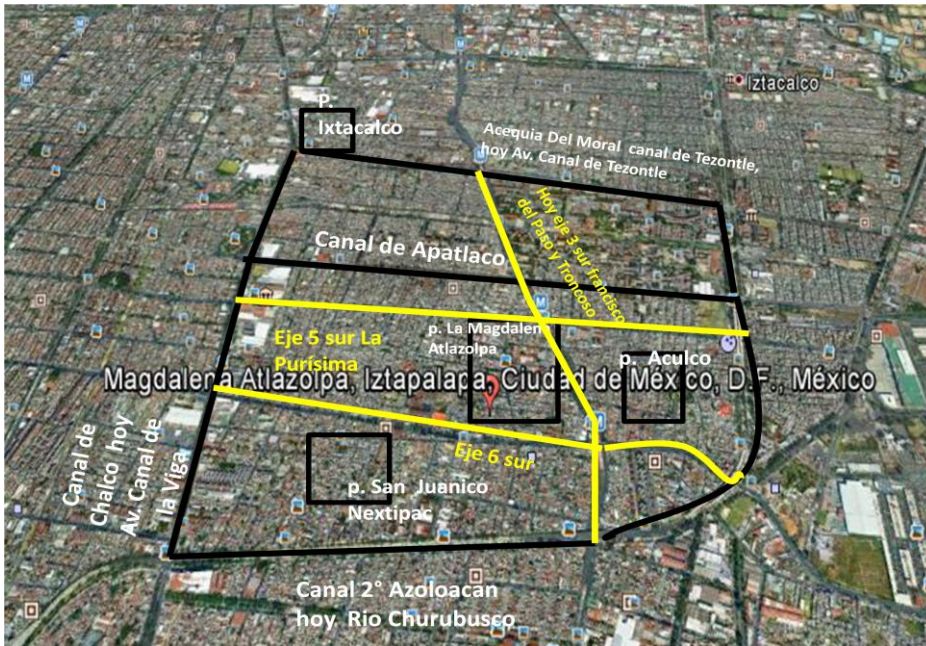 Iztacalco
P.
Ixtacalco
Acequia Del Moral canal de Tezontle,
hoy Av. Canal de Tezontle
Hoy eje 3 sur francisco
del Paso y Troncoso
Canal de Apatlaco
p. La Magdalena
Atlazolpa
Eje 5 sur La
Purísima
p. Aculco
Magdalena Atlazolpa, Iztapalapa, Ciudad de México, D.F., México
Eje 6 sur
Canal de
Chalco hoy
Av. Canal de
la Viga
p. San Juanico
Nextipac
Canal 2° Azoloacan
hoy Rio Churubusco